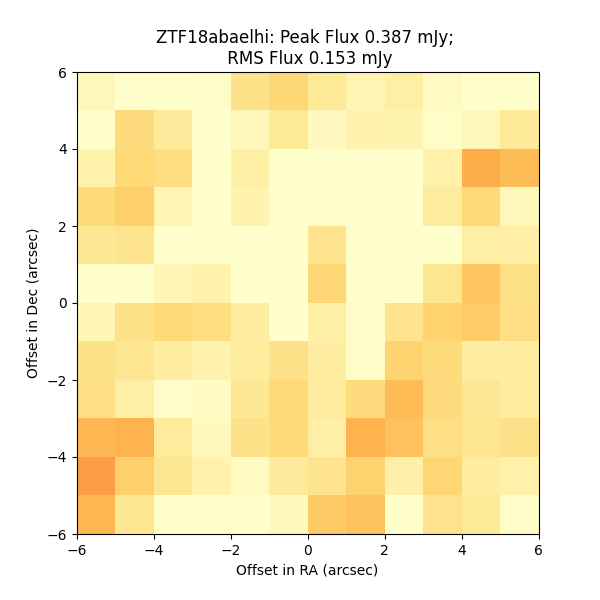 ZTF18abaelhi: Peak Flux 0.387 mJy;
RMS Flux 0.153 mJy
6
4
2
0
−2
−4
−6
Offset in Dec (arcsec)
−6 −4 −2 0 2 4 6
Offset in RA (arcsec)